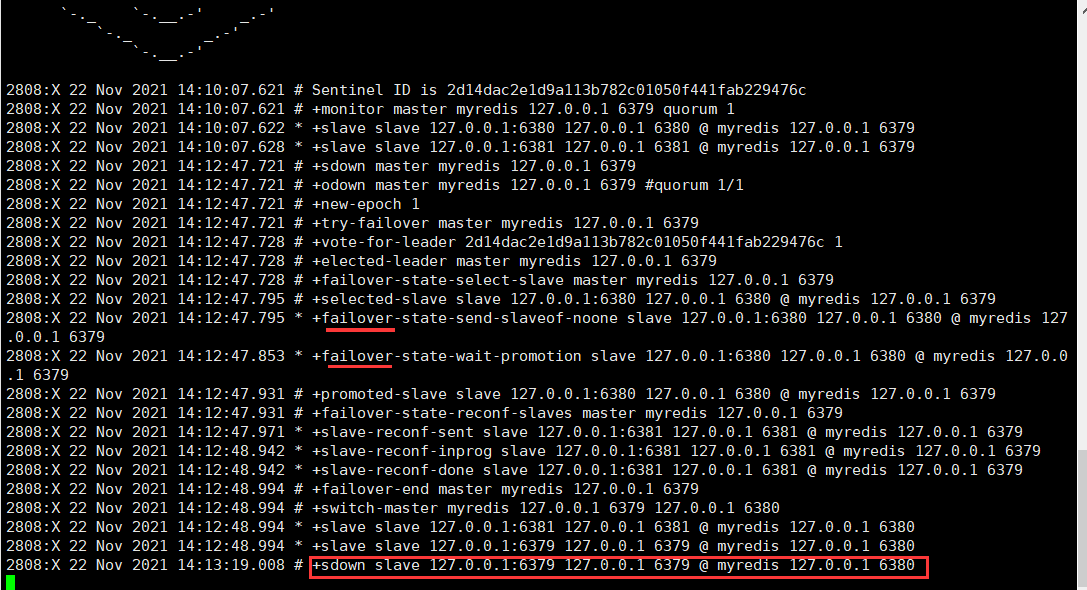 `-._    `-.__.-'    _.-'
`-._        _.-'
`-.__.-'
2808:X 22 Nov 2021 14:10:07.621 # Sentinel ID is 2d14dac2e1d9a113b782c01050f441fab229476c
2808:X 22 Nov 2021 14:10:07.621 # +monitor master myredis 127.0.0.1 6379 quorum 1
2808:X 22 Nov 2021 14:10:07.622 * +slave slave 127.0.0.1:6380 127.0.0.1 6380 @ myredis 127.0.0.1 6379
2808:X 22 Nov 2021 14:10:07.628 * +slave slave 127.0.0.1:6381 127.0.0.1 6381 @ myredis 127.0.0.1 6379
2808:X 22 Nov 2021 14:12:47.721 # +sdown master myredis 127.0.0.1 6379
2808:X 22 Nov 2021 14:12:47.721 # +odown master myredis 127.0.0.1 6379 #quorum 1/1
2808:X 22 Nov 2021 14:12:47.721 # +new-epoch 1
2808:X 22 Nov 2021 14:12:47.721 # +try-failover master myredis 127.0.0.1 6379
2808:X 22 Nov 2021 14:12:47.728 # +vote-for-leader 2d14dac2e1d9a113b782c01050f441fab229476c 1
2808:X 22 Nov 2021 14:12:47.728 # +elected-leader master myredis 127.0.0.1 6379
2808:X 22 Nov 2021 14:12:47.728 # +failover-state-select-slave master myredis 127.0.0.1 6379
2808:X 22 Nov 2021 14:12:47.795 # +selected-slave slave 127.0.0.1:6380 127.0.0.1 6380 @ myredis 127.0.0.1 6379
2808:X 22 Nov 2021 14:12:47.795 * +failover-state-send-slaveof-noone slave 127.0.0.1:6380 127.0.0.1 6380 @ myredis 127
.0.0.1 6379
2808:X 22 Nov 2021 14:12:47.853 * +failover-state-wait-promotion slave 127.0.0.1:6380 127.0.0.1 6380 @ myredis 127.0.0
.1 6379
2808:X 22 Nov 2021 14:12:47.931 # +promoted-slave slave 127.0.0.1:6380 127.0.0.1 6380 @ myredis 127.0.0.1 6379
2808:X 22 Nov 2021 14:12:47.931 # +failover-state-reconf-slaves master myredis 127.0.0.1 6379
2808:X 22 Nov 2021 14:12:47.971 * +slave-reconf-sent slave 127.0.0.1:6381 127.0.0.1 6381 @ myredis 127.0.0.1 6379
2808:X 22 Nov 2021 14:12:48.942 * +slave-reconf-inprog slave 127.0.0.1:6381 127.0.0.1 6381 @ myredis 127.0.0.1 6379
2808:X 22 Nov 2021 14:12:48.942 * +slave-reconf-done slave 127.0.0.1:6381 127.0.0.1 6381 @ myredis 127.0.0.1 6379
2808:X 22 Nov 2021 14:12:48.994 # +failover-end master myredis 127.0.0.1 6379
2808:X 22 Nov 2021 14:12:48.994 # +switch-master myredis 127.0.0.1 6379 127.0.0.1 6380
2808:X 22 Nov 2021 14:12:48.994 * +slave slave 127.0.0.1:6381 127.0.0.1 6381 @ myredis 127.0.0.1 6380
2808:X 22 Nov 2021 14:12:48.994 * +slave slave 127.0.0.1:6379 127.0.0.1 6379 @ myredis 127.0.0.1 6380
2808:X 22 Nov 2021 14:13:19.008 # +sdown slave 127.0.0.1:6379 127.0.0.1 6379 @ myredis 127.0.0.1 6380